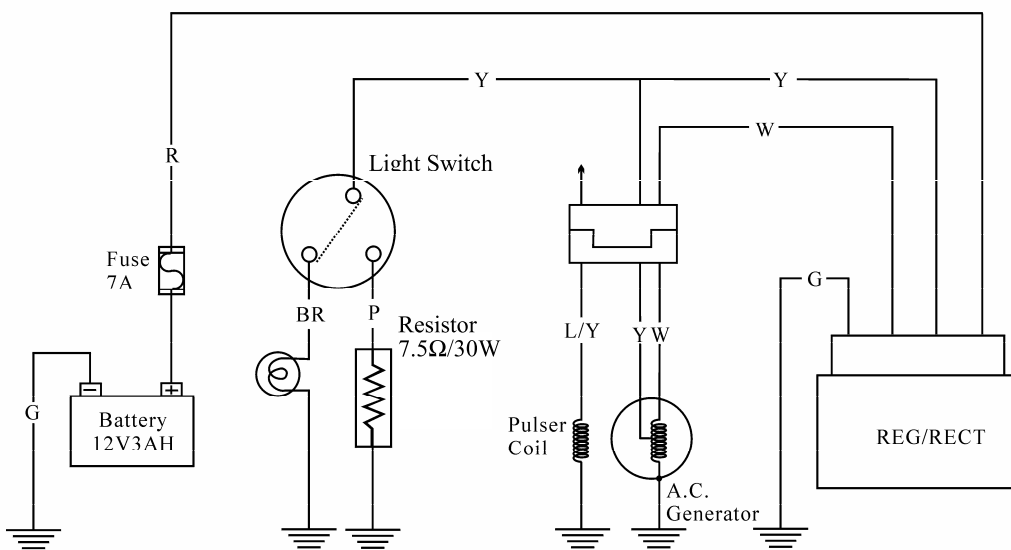 Y
Y
W
R
Light Switch
Fuse
7A
G
BR
P
Resistor
7.5Ω/30W
L/Y
Y W
G
Battery
12V3AH
Pulser
Coil
REG/RECT
A.C.
Generator